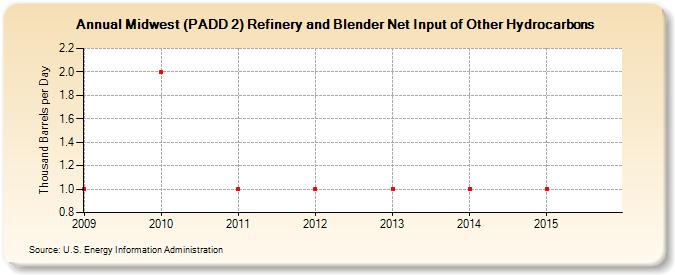 Annual Midwest (PADD 2) Refinery and Blender Net Input of Other Hydrocarbons
Thousand Barrels per Day
2.2
2.0
1.8
1.6
1.4
1.2
1.0
0.8
2009 2010 2011 2012 2013 2014 2015
Source: U.S. Energy Information Administration